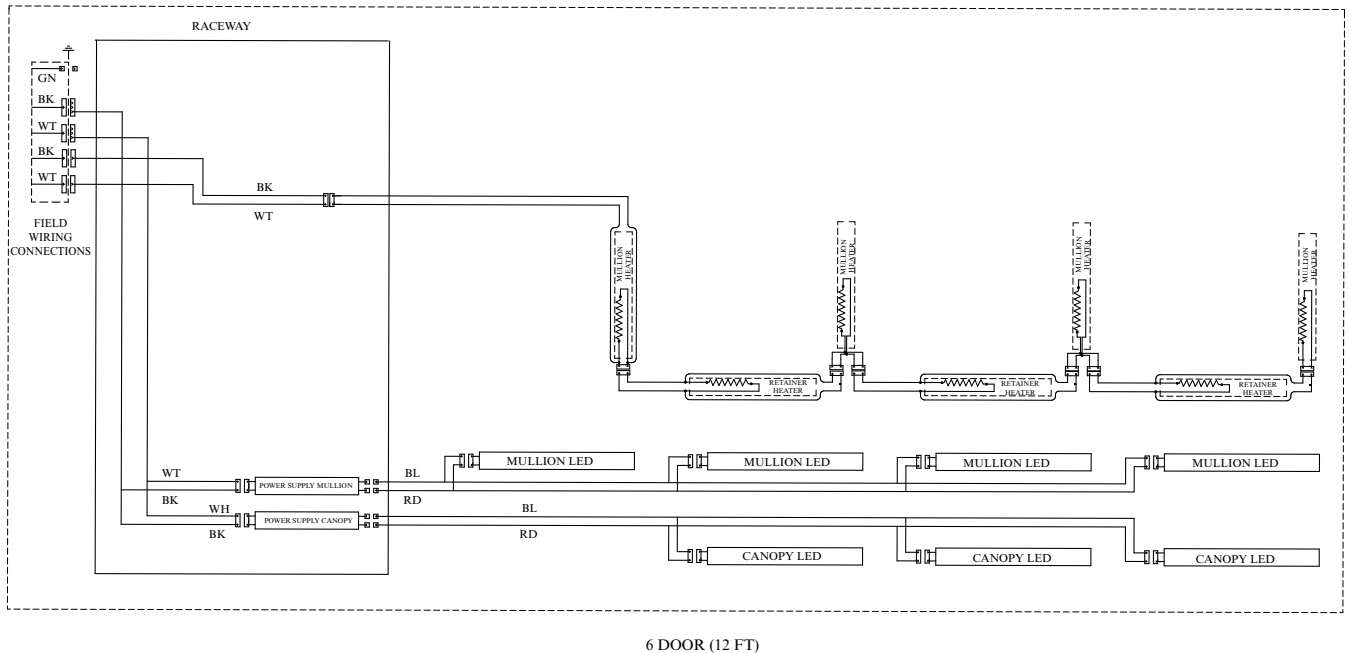 RACEWAY
GN
BK
WT
BK
WT
FIELD
WIRING
CONNECTIONS
BK
WT
MULLION
HEATER
MULLION
HEATER
MULLION
HEATER
MULLION
HEATER
RETAINER
HEATER
RETAINER
HEATER
RETAINER
HEATER
WT
POWER SUPPLY MULLION
BK
BL
RD
MULLION LED
MULLION LED
MULLION LED
MULLION LED
WH
POWER SUPPLY CANOPY
BK
BL
RD
CANOPY LED
CANOPY LED
CANOPY LED
6 DOOR (12 FT)